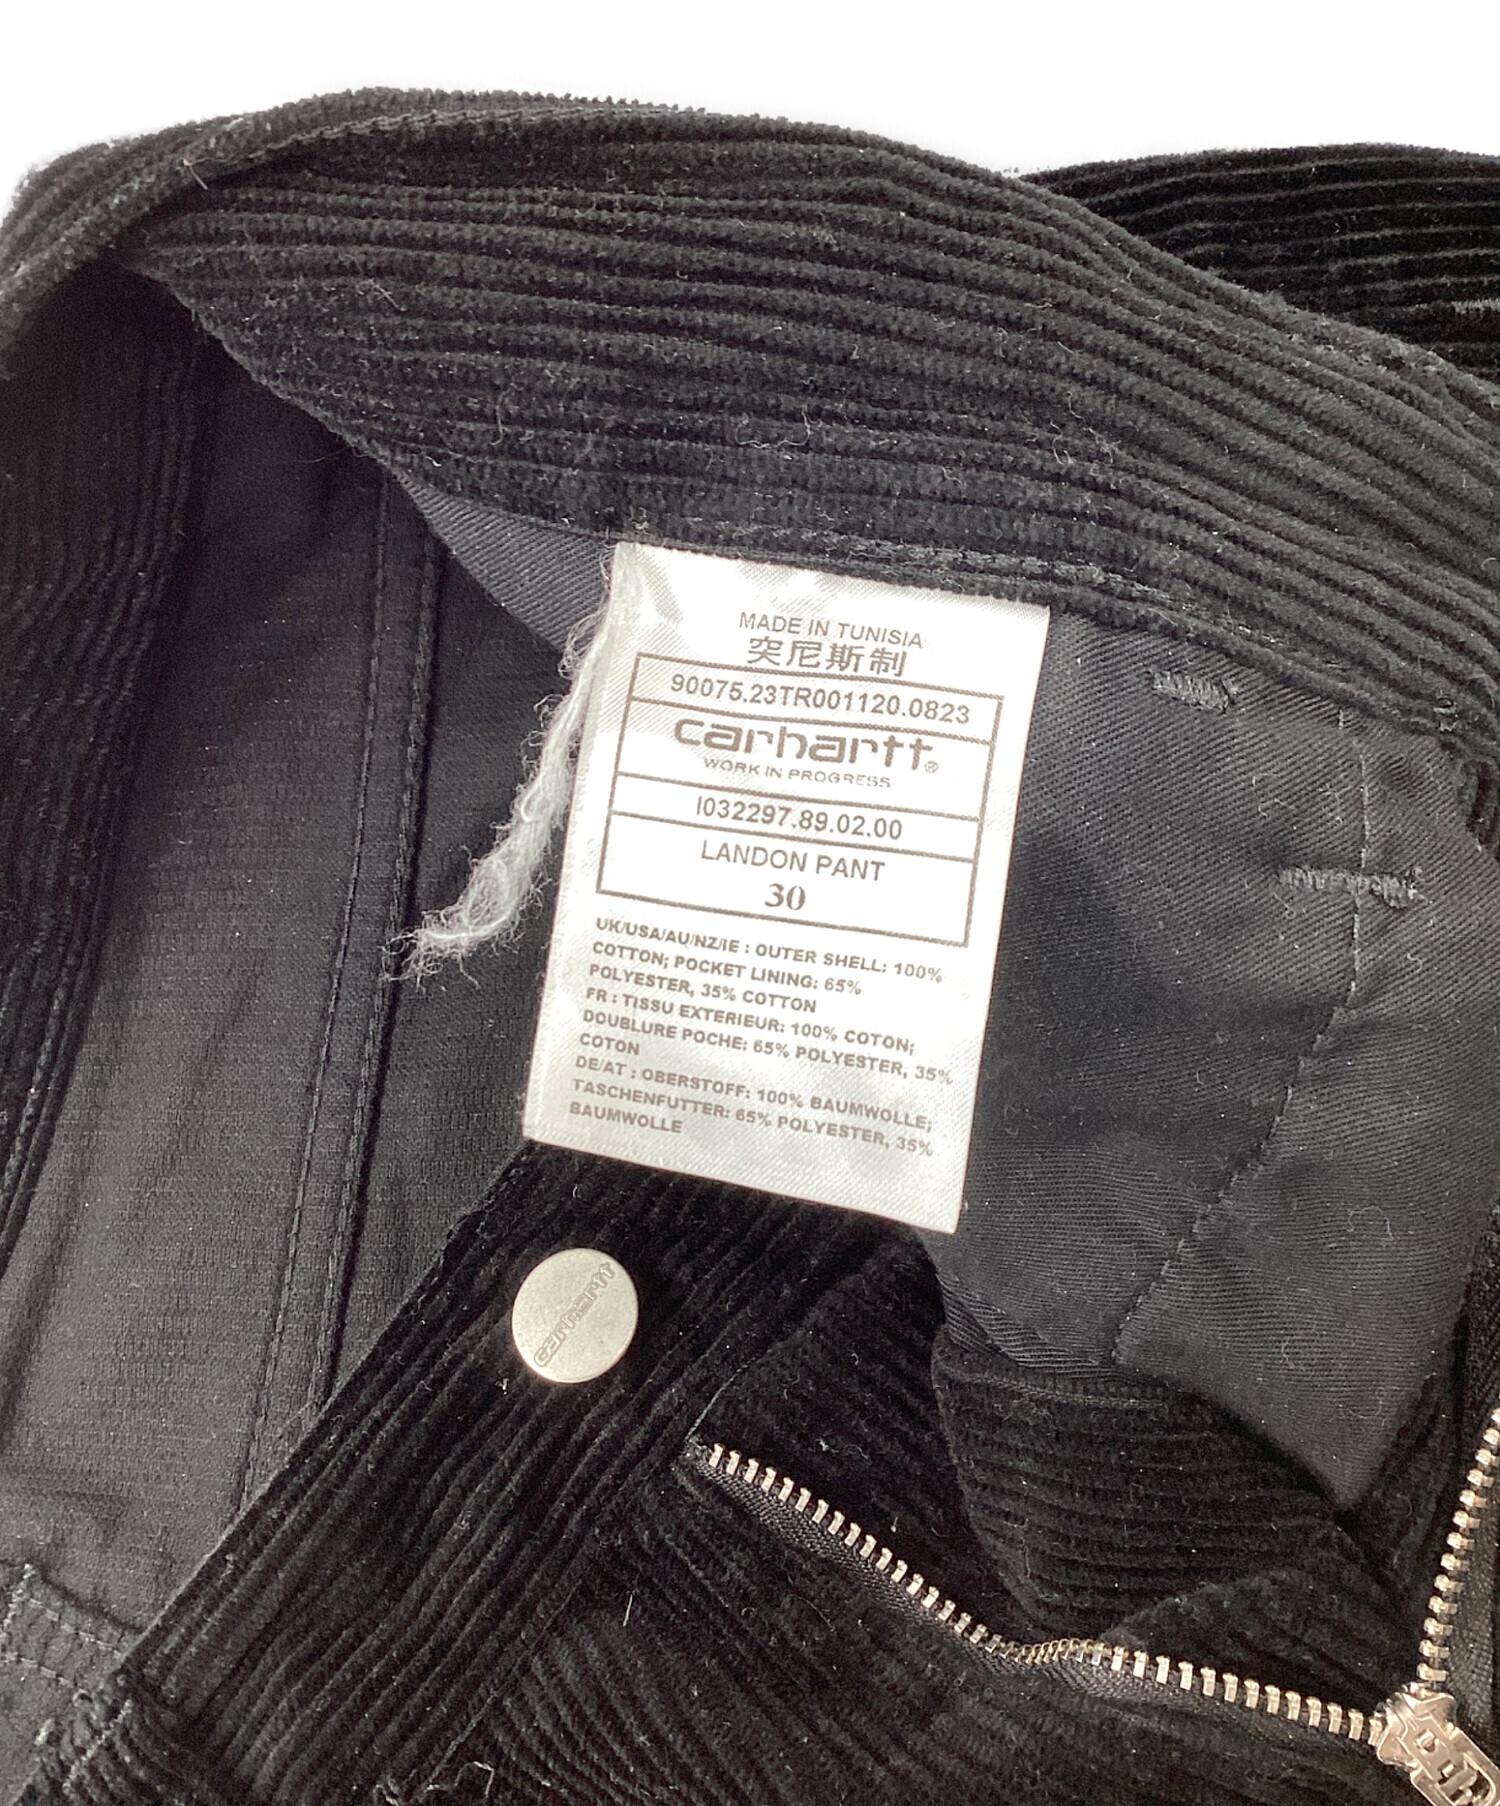 MADE IN TUNISIA
突尼斯制
90075.23TR001120.0823
carhartt®
WORK IN PROGRESS
I032297.89.02.00
LANDON PANT
30
UK/USA/AU/NZ/IE : OUTER SHELL: 100%
COTTON; POCKET LINING: 65%
POLYESTER, 35% COTTON
FR : TISSU EXTERIEUR: 100% COTON;
DOUBLURE POCHE: 65% POLYESTER, 35%
COTON
DE/AT : OBERSTOFF: 100% BAUMWOLLE;
TASCHENFUTTER: 65% POLYESTER, 35%
BAUMWOLLE
carhartt